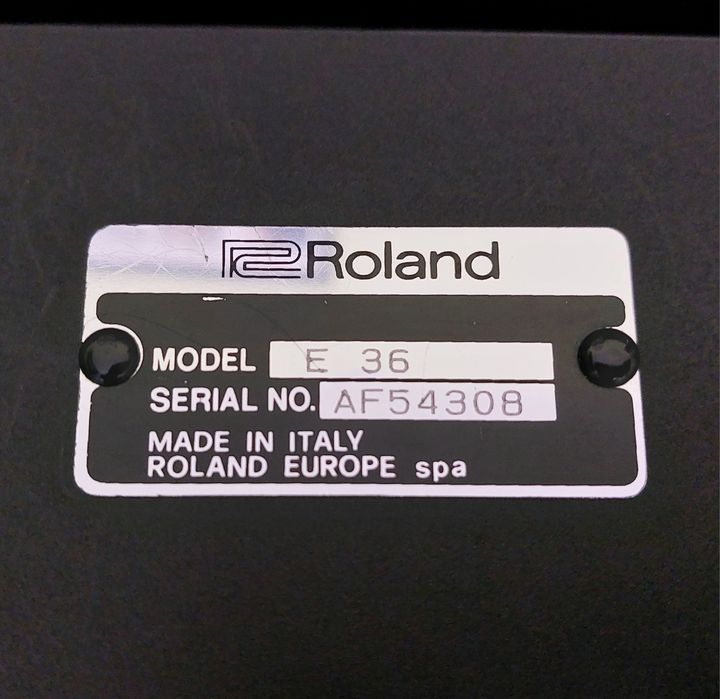 Roland
MODEL E 36
SERIAL NO. AF54308
MADE IN ITALY
ROLAND EUROPE spa